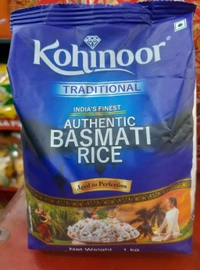 Kohinoor
TRADITIONAL
INDIA'S FINEST
AUTHENTIC
BASMATI
RICE
Aged to Perfection
Net Weight 1 kg